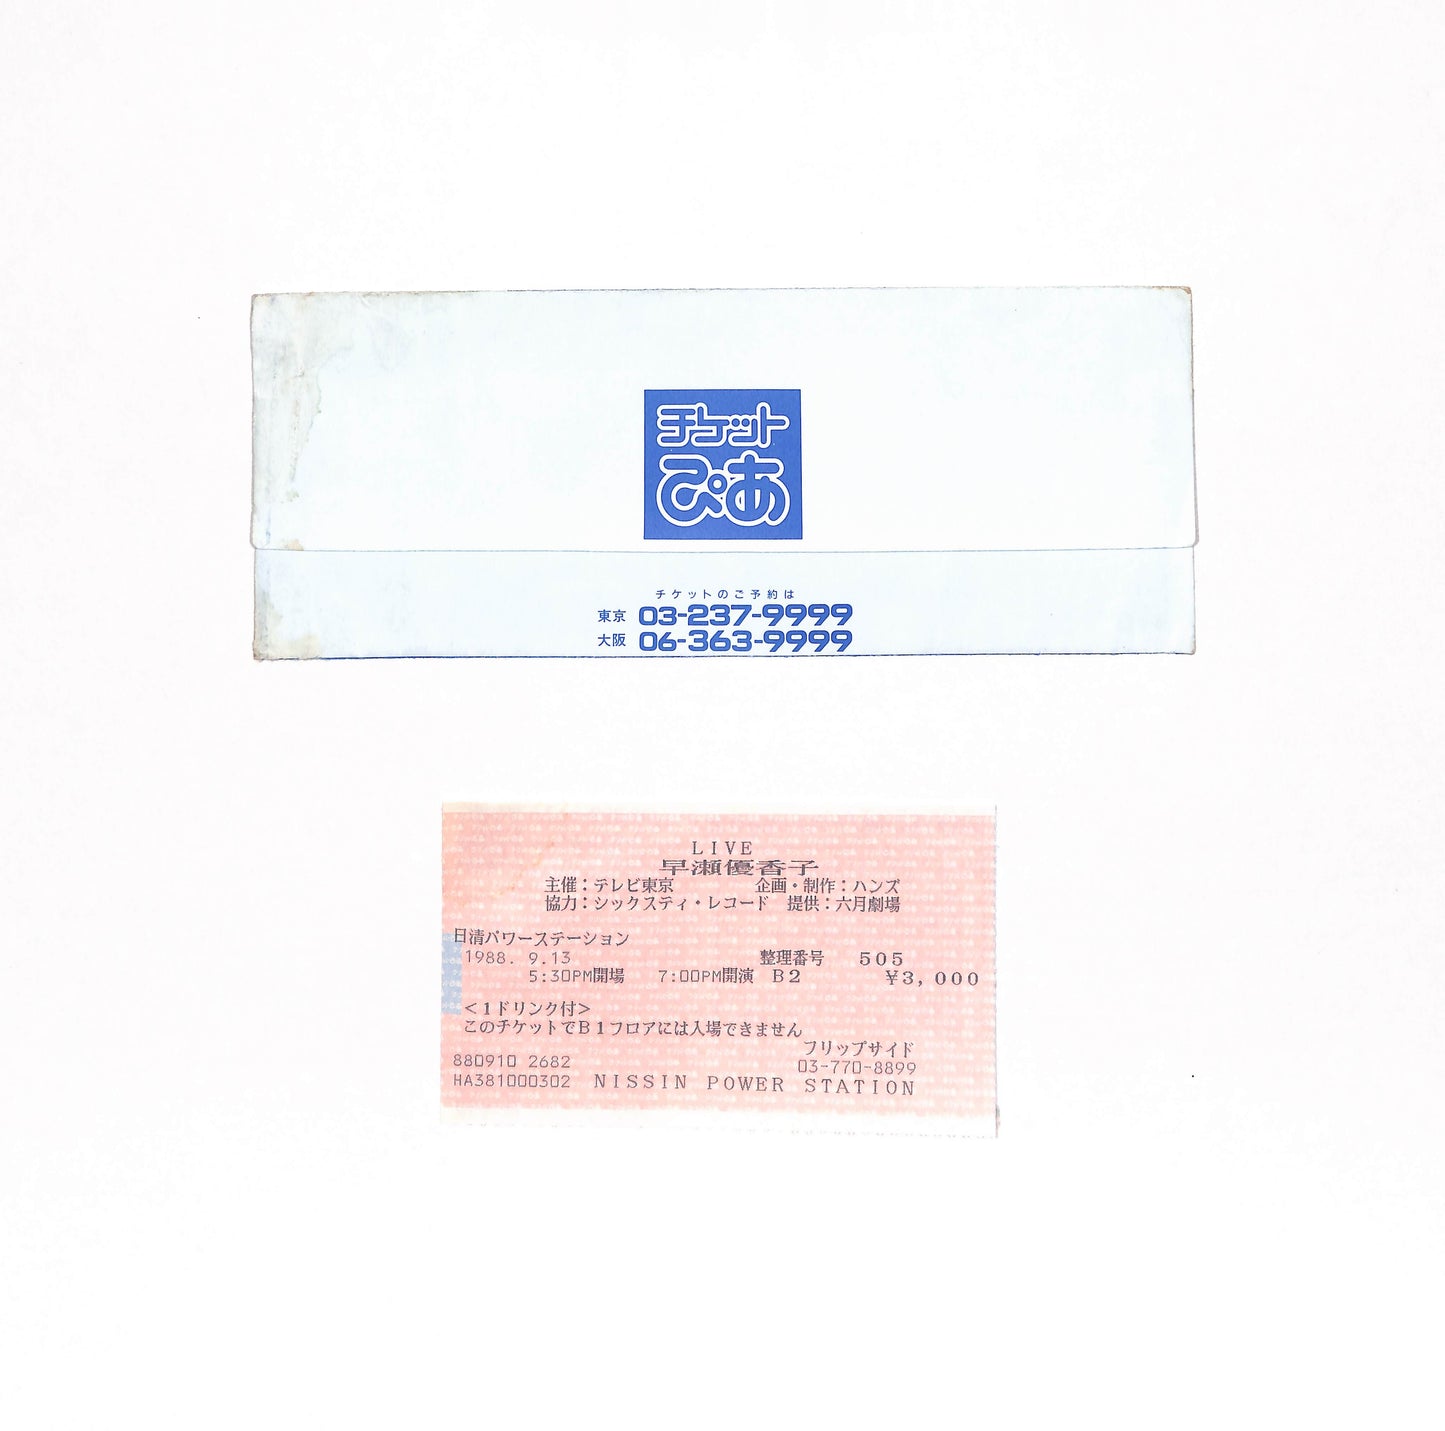 チケット
ぴあ
チケットのご予約は
東京 03-237-9999
大阪 06-363-9999
LIVE
早瀬優香子
主催：テレビ東京 企画・制作：ハンズ
協力：シックスティ・レコード 提供：六月劇場
日清パワーステーション
1988. 9.13 整理番号 505
5:30PM開場 7:00PM開演 B2 ¥3,000
＜1ドリンク付＞
このチケットでB1フロアには入場できません
フリップサイド
880910 2682 03-770-8899
HA381000302 NISSIN POWER STATION